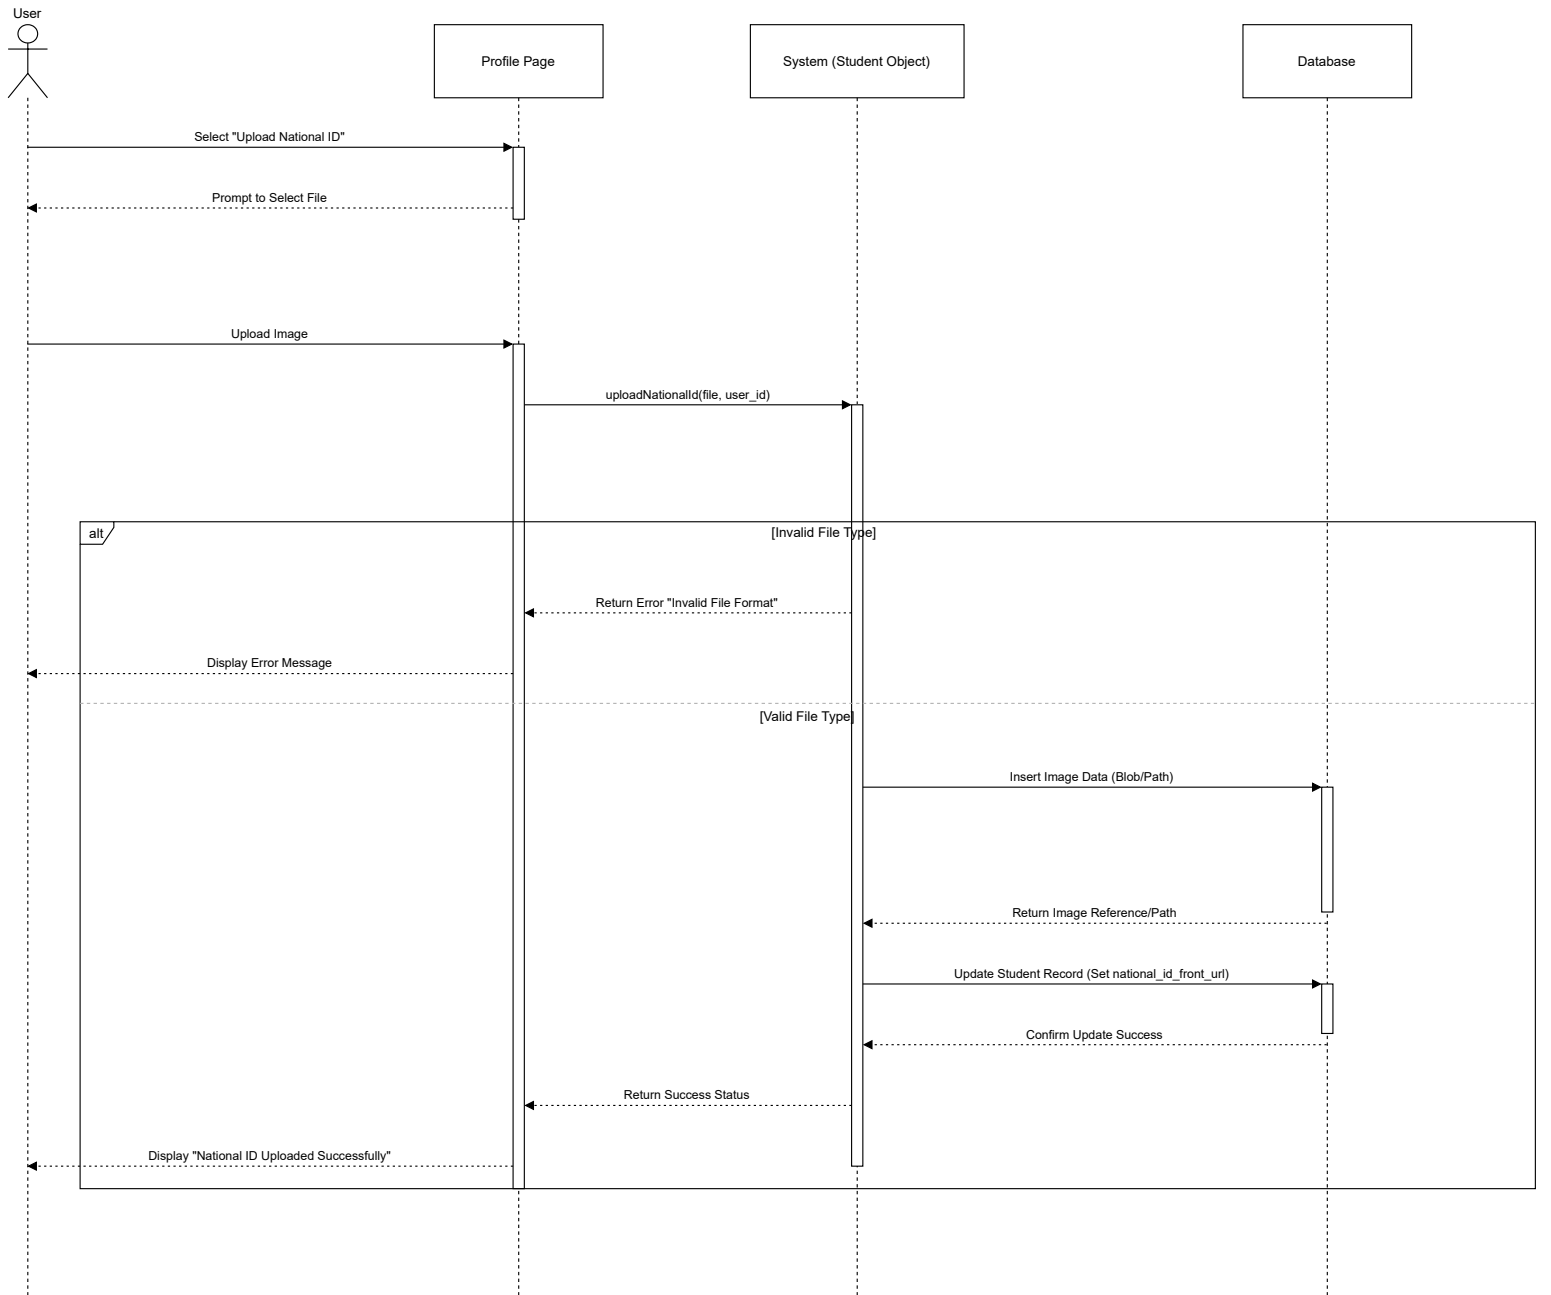 User
Profile Page
System (Student Object)
Database
Select "Upload National ID"
Prompt to Select File
Upload Image
uploadNationalId(file, user_id)
alt
[Invalid File Type]
Return Error "Invalid File Format"
Display Error Message
[Valid File Type]
Insert Image Data (Blob/Path)
Return Image Reference/Path
Update Student Record (Set national_id_front_url)
Confirm Update Success
Return Success Status
Display "National ID Uploaded Successfully"